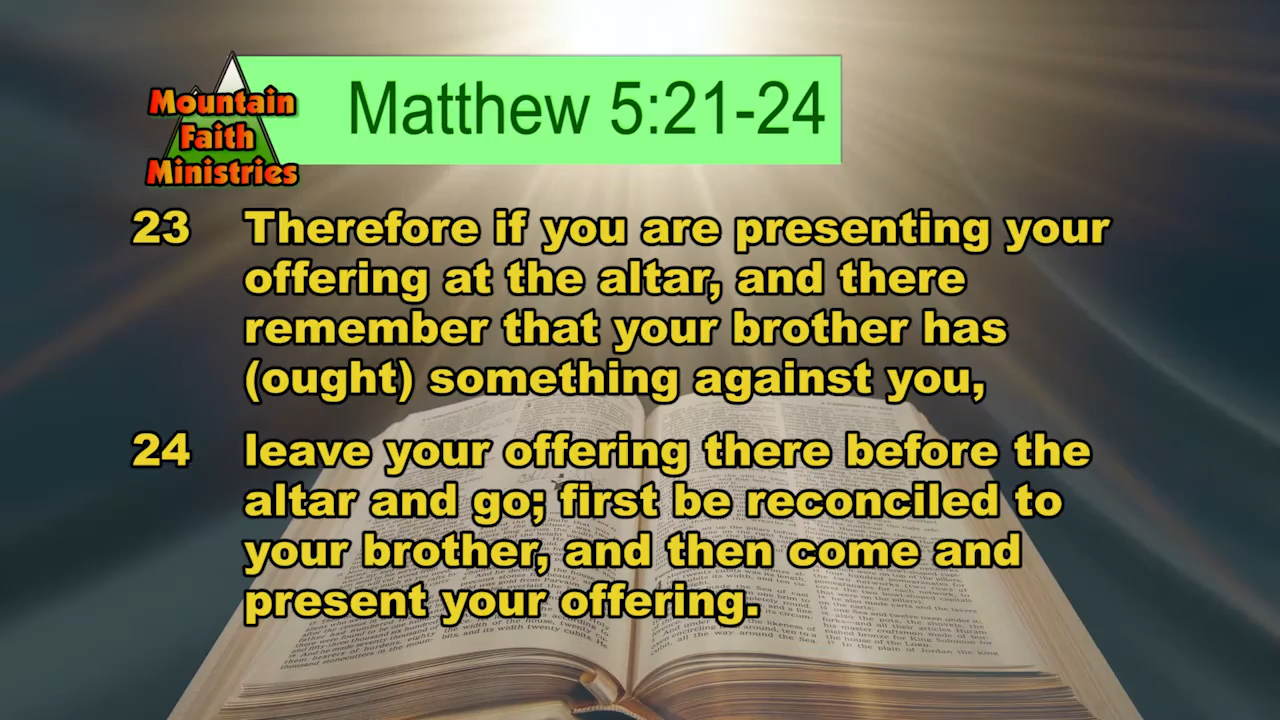 Mountain
Faith
Ministries
Matthew 5:21-24
23 Therefore if you are presenting your
offering at the altar, and there
remember that your brother has
(ought) something against you,
24 leave your offering there before the
altar and go; first be reconciled to
your brother, and then come and
present your offering.